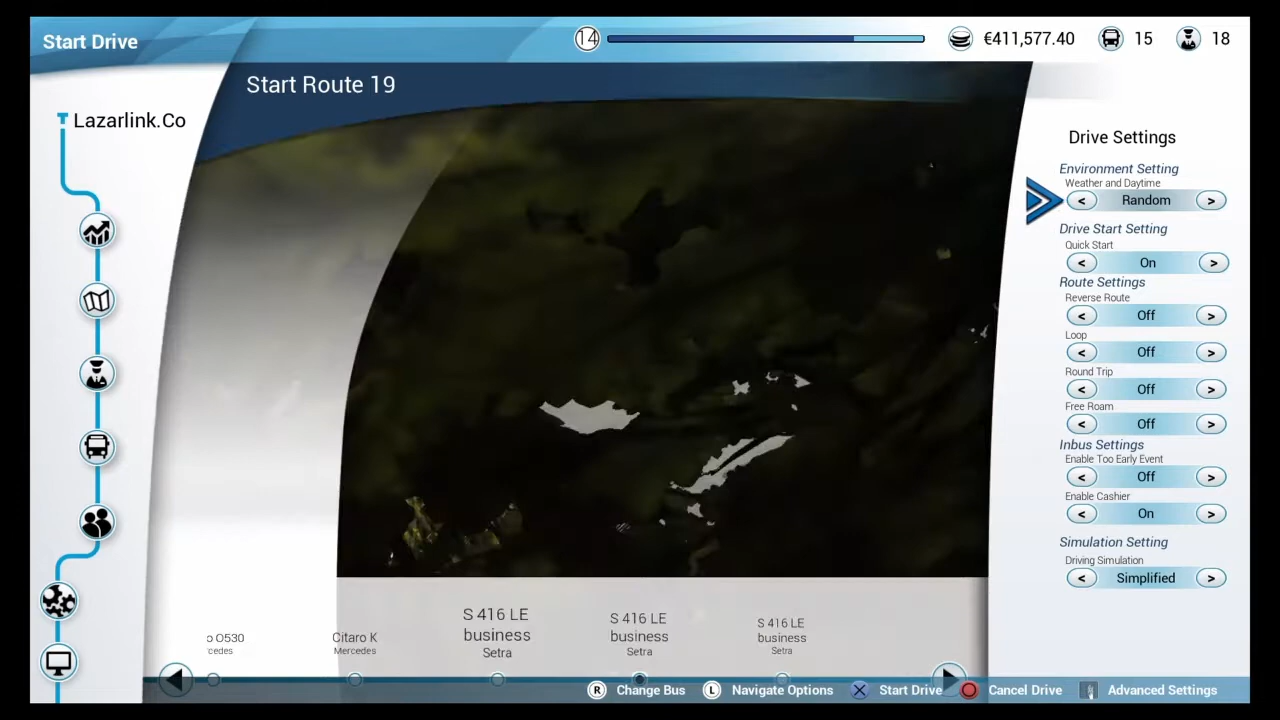 Start Drive
14
€411,577.40
15
18
Start Route 19
Lazarlink.Co
Drive Settings
Environment Setting
Weather and Daytime
< Random >
Drive Start Setting
Quick Start
< On >
Route Settings
Reverse Route
< Off >
Loop
< Off >
Round Trip
< Off >
Free Roam
< Off >
Inbus Settings
Enable Too Early Event
< Off >
Enable Cashier
< On >
Simulation Setting
Driving Simulation
< Simplified >
o O530
cedes
Citaro K
Mercedes
S 416 LE
business
Setra
S 416 LE
business
Setra
S 416 LE
business
Setra
R Change Bus
L Navigate Options
Start Drive
Cancel Drive
Advanced Settings